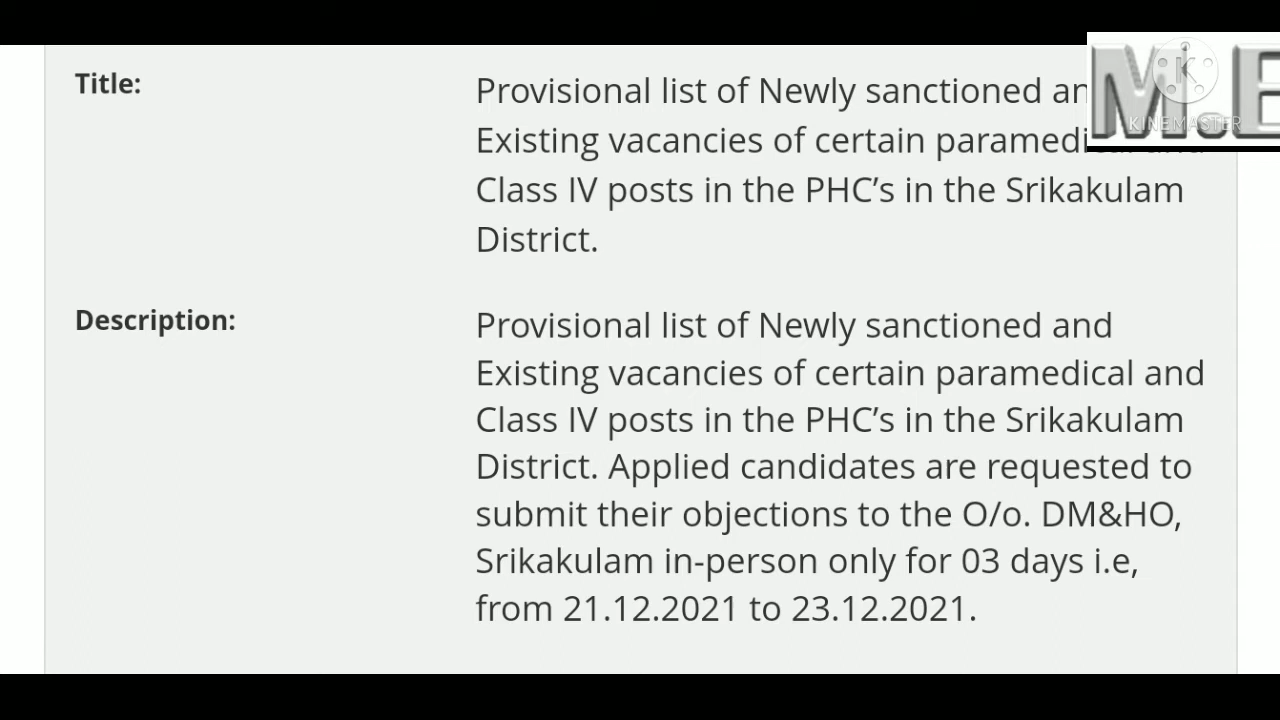 Title:
Provisional list of Newly sanctioned an
Existing vacancies of certain paramedical and
Class IV posts in the PHC’s in the Srikakulam
District.
Description:
Provisional list of Newly sanctioned and
Existing vacancies of certain paramedical and
Class IV posts in the PHC’s in the Srikakulam
District. Applied candidates are requested to
submit their objections to the O/o. DM&HO,
Srikakulam in-person only for 03 days i.e,
from 21.12.2021 to 23.12.2021.
M.E
K
KINEMASTER